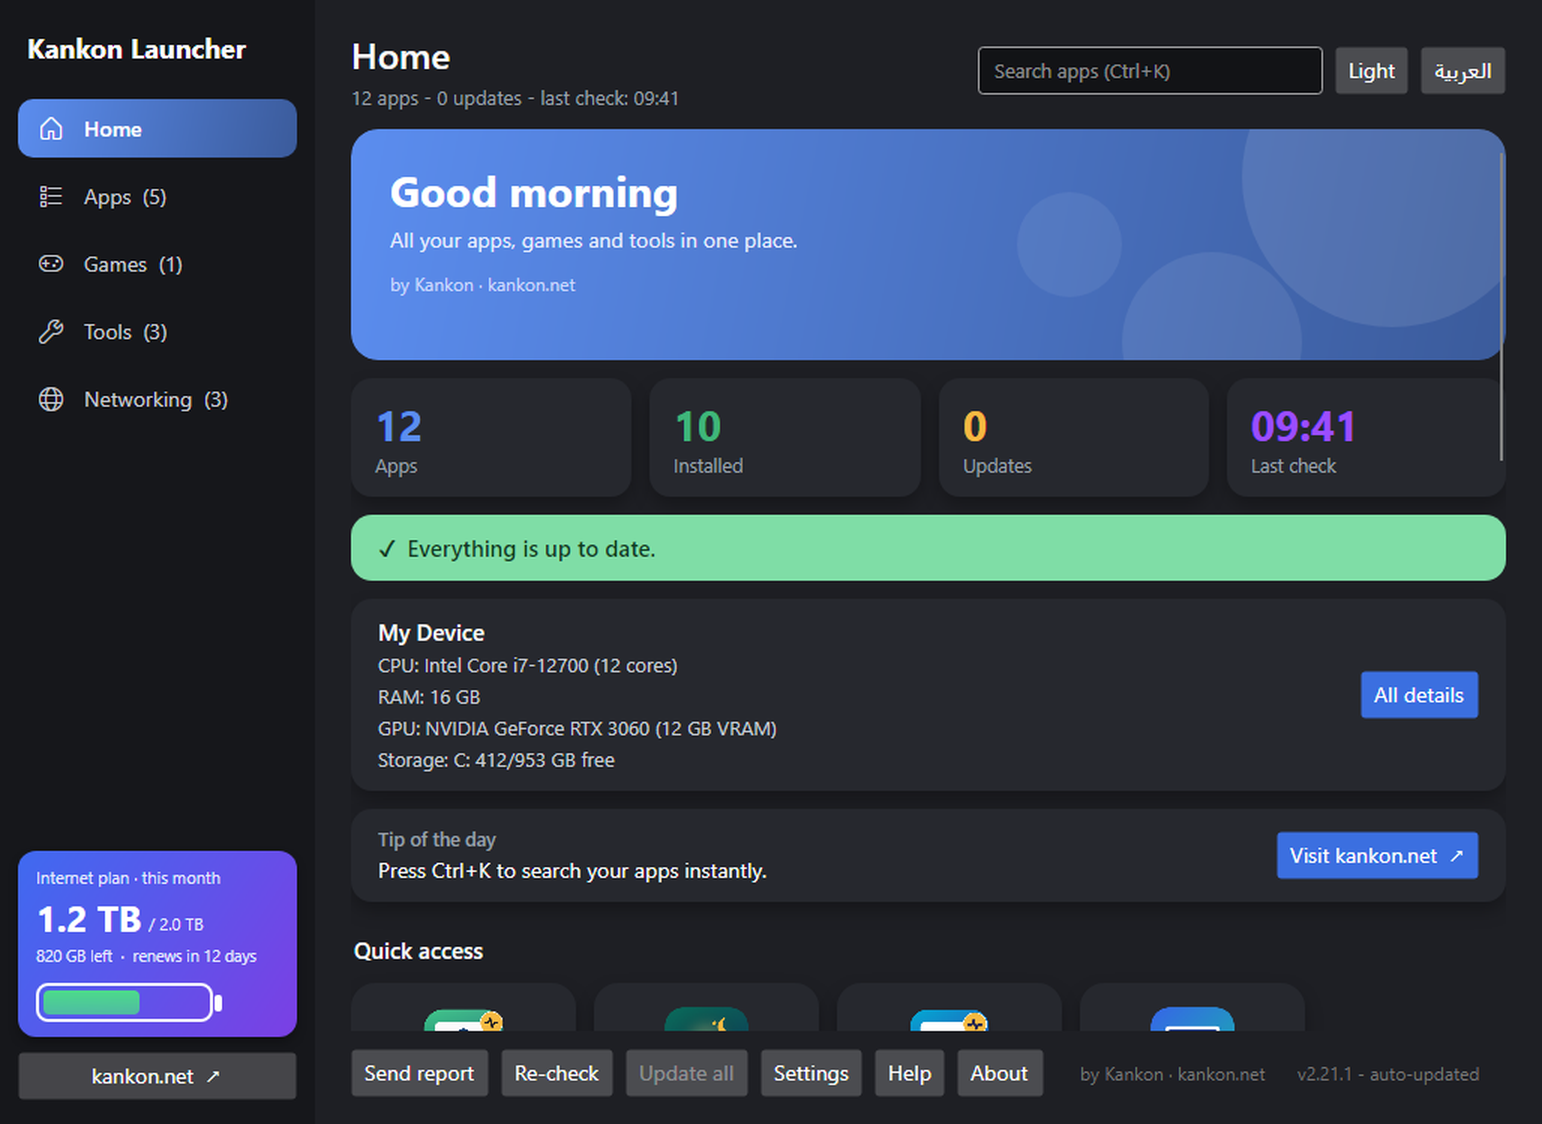 Kankon Launcher
Home
Apps (5)
Games (1)
Tools (3)
Networking (3)
Internet plan · this month
1.2 TB / 2.0 TB
820 GB left · renews in 12 days
kankon.net ↗
Home
12 apps - 0 updates - last check: 09:41
Search apps (Ctrl+K)
Light
العربية
Good morning
All your apps, games and tools in one place.
by Kankon · kankon.net
12
Apps
10
Installed
0
Updates
09:41
Last check
✓ Everything is up to date.
My Device
CPU: Intel Core i7-12700 (12 cores)
RAM: 16 GB
GPU: NVIDIA GeForce RTX 3060 (12 GB VRAM)
Storage: C: 412/953 GB free
All details
Tip of the day
Press Ctrl+K to search your apps instantly.
Visit kankon.net ↗
Quick access
Send report
Re-check
Update all
Settings
Help
About
by Kankon · kankon.net
v2.21.1 - auto-updated